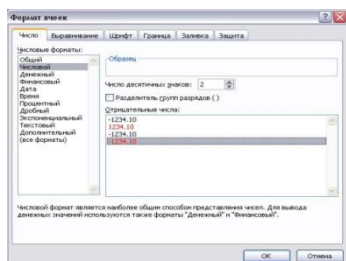 Формат ячеек
Число Выравнивание Шрифт Граница Заливка Защита
Числовые форматы:
Общий
Числовой
Денежный
Финансовый
Дата
Время
Процентный
Дробный
Экспоненциальный
Текстовый
Дополнительный
(все форматы)
Образец
Число десятичных знаков: 2
Разделитель групп разрядов ( )
Отрицательные числа:
-1234.10
1234.10
-1234.10
-1234.10
Числовой формат является наиболее общим способом представления чисел. Для вывода
денежных значений используются также форматы "Денежный" и "Финансовый".
ОК Отмена